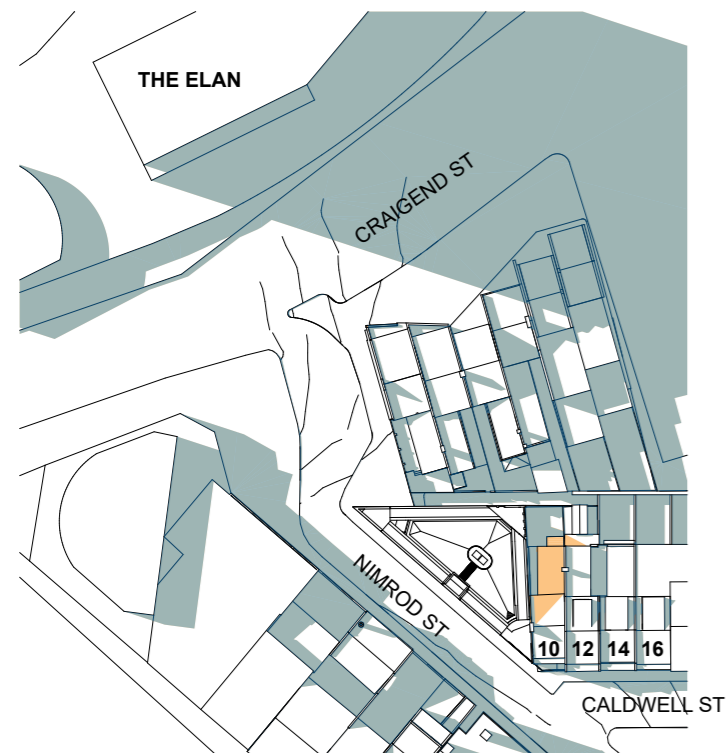 THE ELAN
CRAIGEND ST
NIMROD ST
10 12 14 16
CALDWELL ST